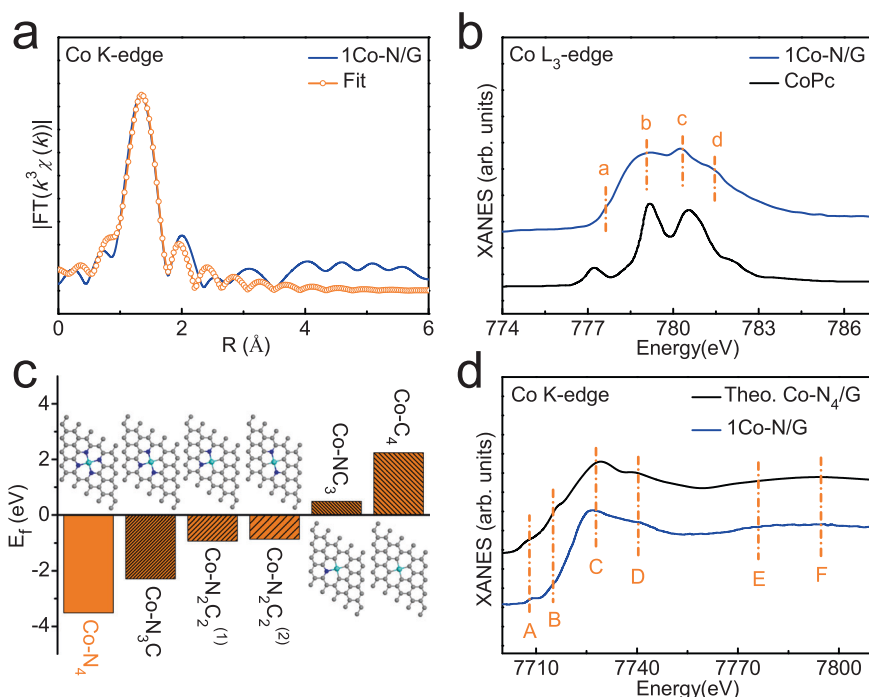 a
Co K-edge
1Co-N/G
Fit
|FT(k³χ(k))|
0
2
4
6
R (Å)
b
Co L₃-edge
1Co-N/G
CoPc
a
b
c
d
XANES (arb. units)
774
777
780
783
786
Energy(eV)
c
4
2
0
-2
-4
E_f (eV)
Co-N₄
Co-N₃C
Co-N₂C₂⁽¹⁾
Co-N₂C₂⁽²⁾
Co-NC₃
Co-C₄
d
Co K-edge
Theo. Co-N₄/G
1Co-N/G
A
B
C
D
E
F
XANES (arb. units)
7710
7740
7770
7800
Energy(eV)